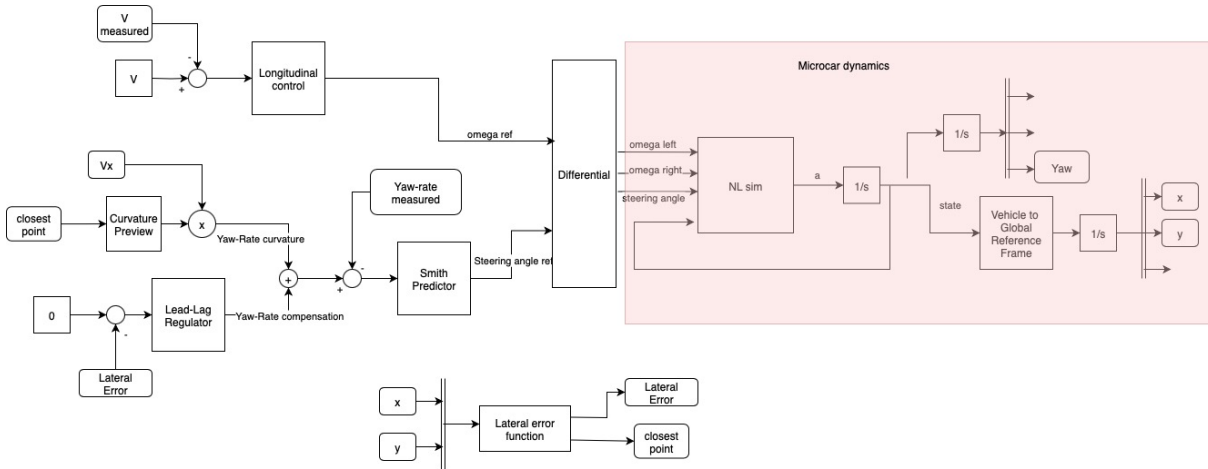 V
measured
-
V
+
Longitudinal
control
omega ref
Microcar dynamics
Vx
closest
point
Curvature
Preview
x
Yaw-Rate curvature
Yaw-rate
measured
-
+
+
Smith
Predictor
Steering angle ref
Differential
omega left
omega right
steering angle
NL sim
a
1/s
1/s
Yaw
state
Vehicle to
Global
Reference
Frame
1/s
x
y
0
-
Lead-Lag
Regulator
Yaw-Rate compensation
Lateral
Error
x
y
Lateral error
function
Lateral
Error
closest
point